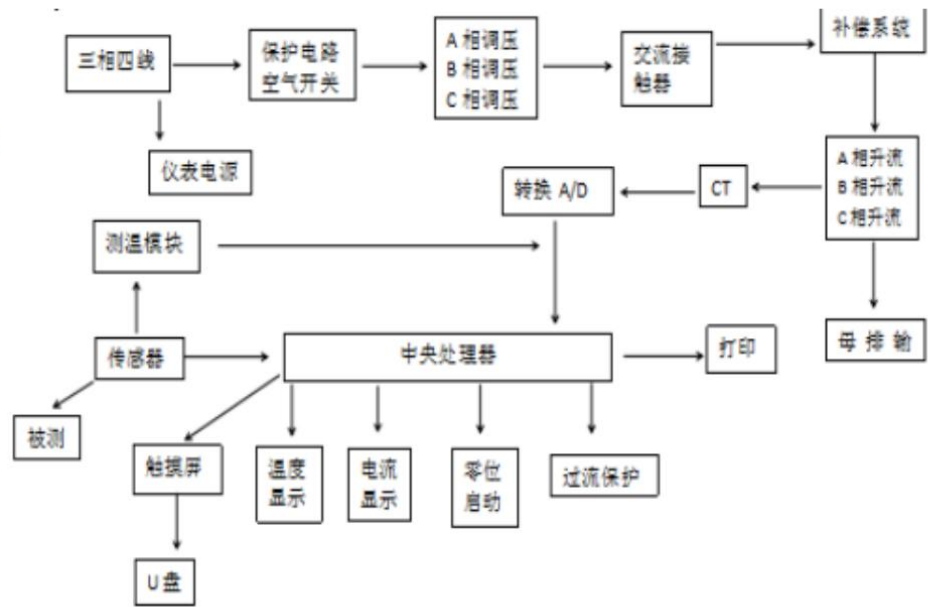 三相四线
保护电路
空气开关
A 相调压
B 相调压
C 相调压
交流接
触器
补偿系统
仪表电源
转换 A/D
CT
A 相升流
B 相升流
C 相升流
测温模块
传感器
中央处理器
打印
母 排 输
被测
触摸屏
温度
显示
电流
显示
零位
启动
过流保护
U 盘